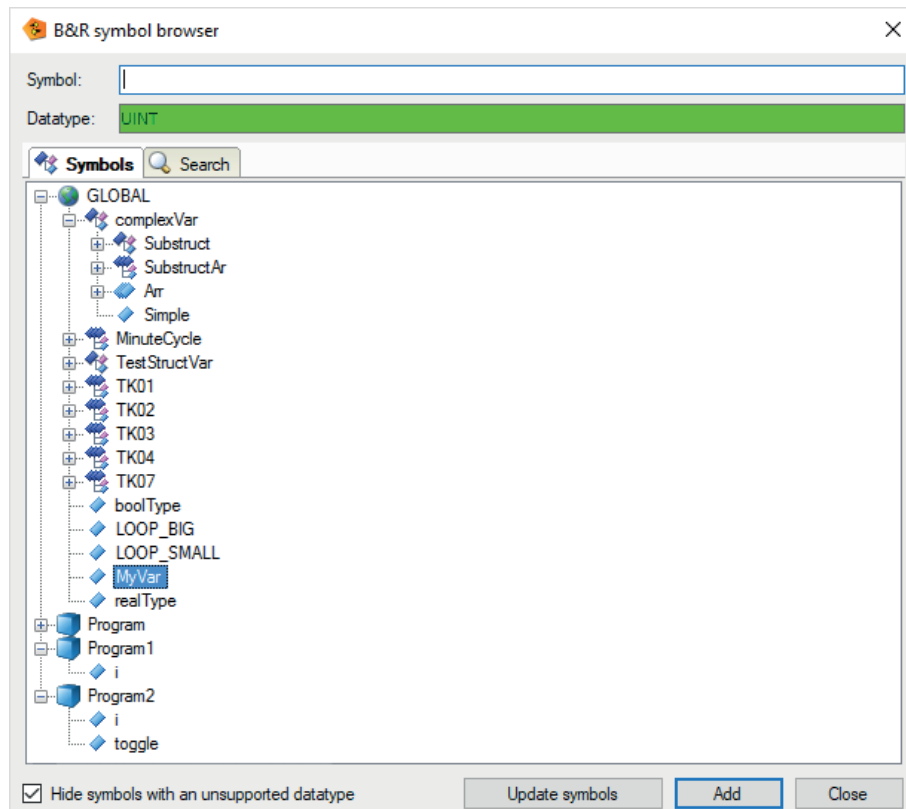 B&R symbol browser
Symbol:
Datatype: UINT
Symbols Search
GLOBAL
complexVar
Substruct
SubstructAr
Arr
Simple
MinuteCycle
TestStructVar
TK01
TK02
TK03
TK04
TK07
boolType
LOOP_BIG
LOOP_SMALL
MyVar
realType
Program
Program1
i
Program2
i
toggle
Hide symbols with an unsupported datatype Update symbols Add Close